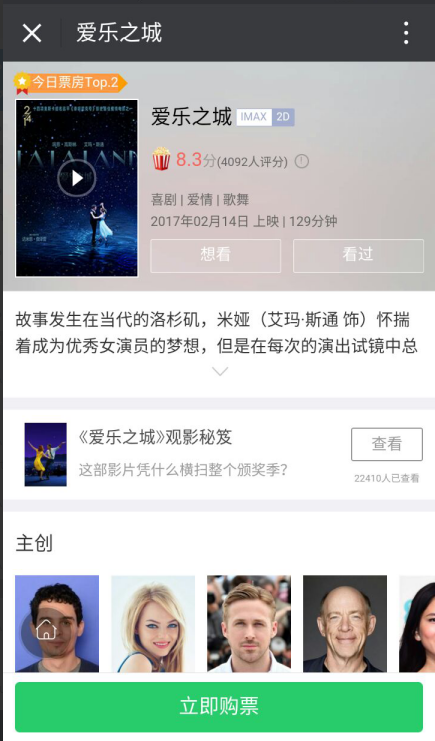 爱乐之城
今日票房Top.2
LA LA LAND
爱乐之城 IMAX 2D
8.3分(4092人评分)
喜剧 | 爱情 | 歌舞
2017年02月14日 上映 | 129分钟
想看
看过
故事发生在当代的洛杉矶，米娅（艾玛·斯通 饰）怀揣
着成为优秀女演员的梦想，但是在每次的演出试镜中总
《爱乐之城》观影秘笈
查看
这部影片凭什么横扫整个颁奖季？
22410人已查看
主创
立即购票